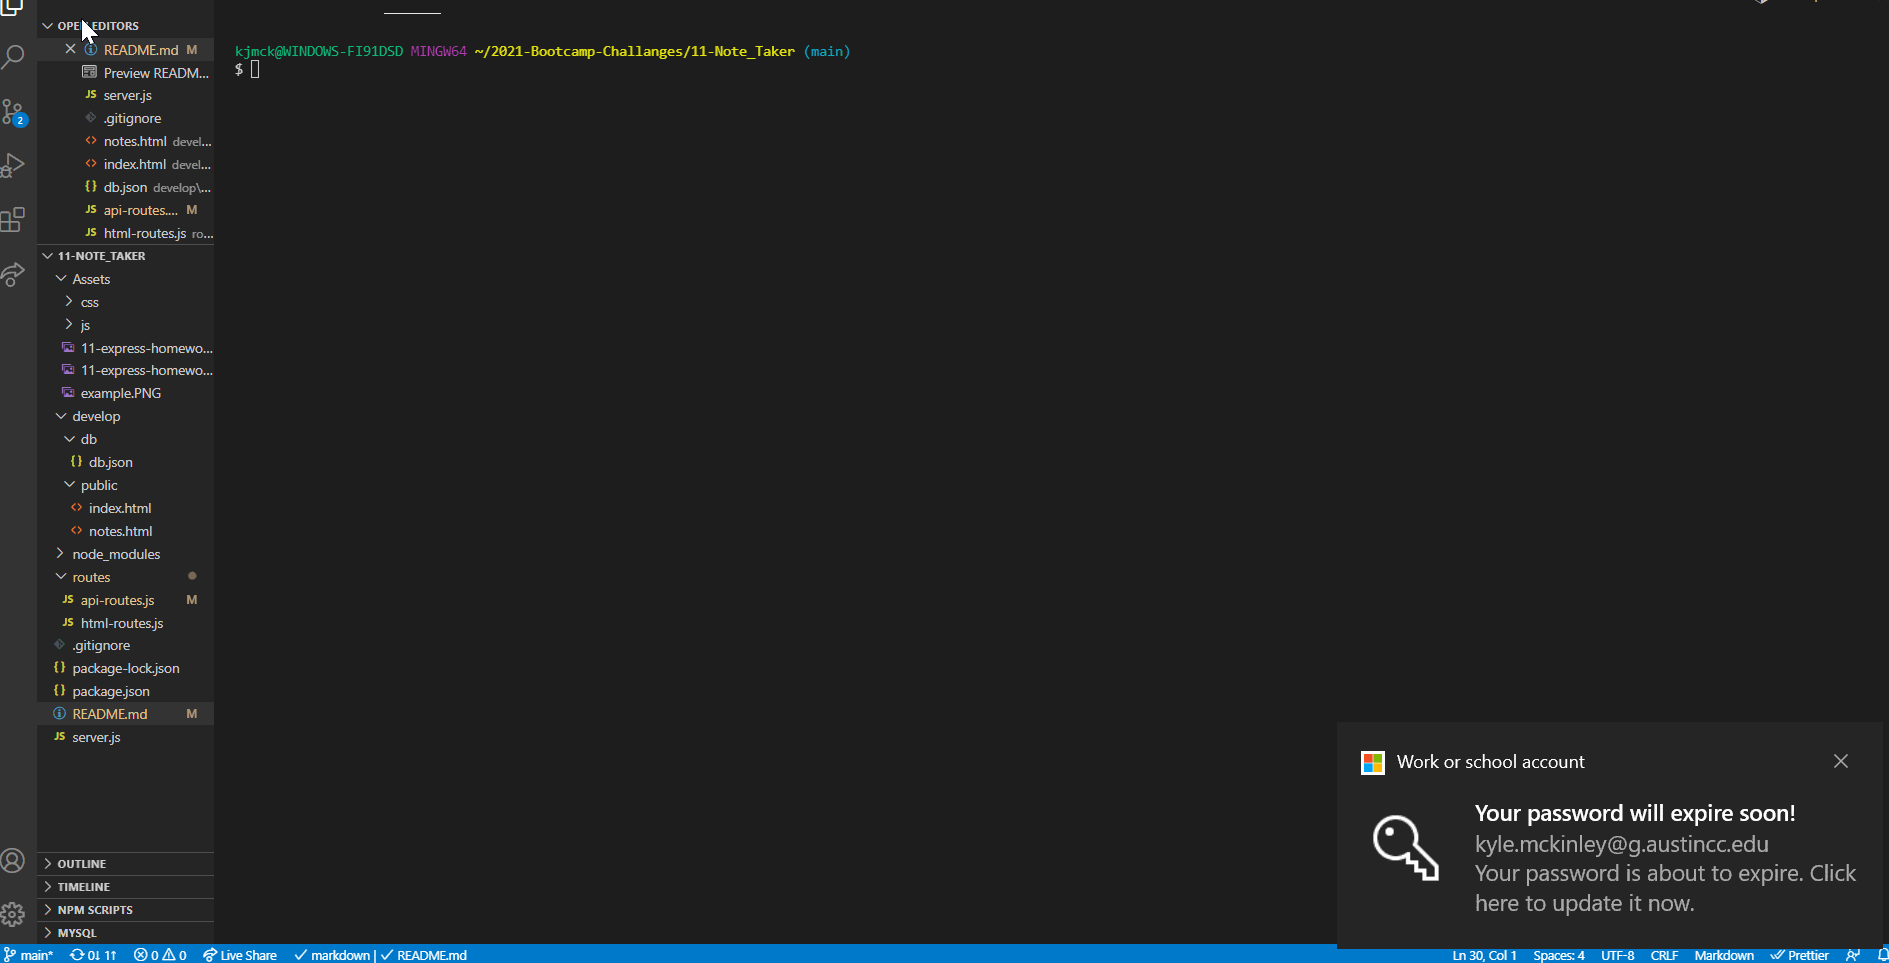 OPEN EDITORS
README.md M
Preview READM...
JS server.js
.gitignore
<> notes.html devel...
<> index.html devel...
{} db.json develop\...
JS api-routes.... M
JS html-routes.js ro...
11-NOTE_TAKER
Assets
css
js
11-express-homewo...
11-express-homewo...
example.PNG
develop
db
{} db.json
public
<> index.html
<> notes.html
node_modules
routes
JS api-routes.js M
JS html-routes.js
.gitignore
{} package-lock.json
{} package.json
README.md M
JS server.js
OUTLINE
TIMELINE
NPM SCRIPTS
MYSQL
2
kjmck@WINDOWS-FI91DSD MINGW64 ~/2021-Bootcamp-Challanges/11-Note_Taker (main)
$
Work or school account
Your password will expire soon!
kyle.mckinley@g.austincc.edu
Your password is about to expire. Click
here to update it now.
main* 0↓ 1↑ 0 0 Live Share ✓ markdown | ✓ README.md Ln 30, Col 1 Spaces: 4 UTF-8 CRLF Markdown Prettier